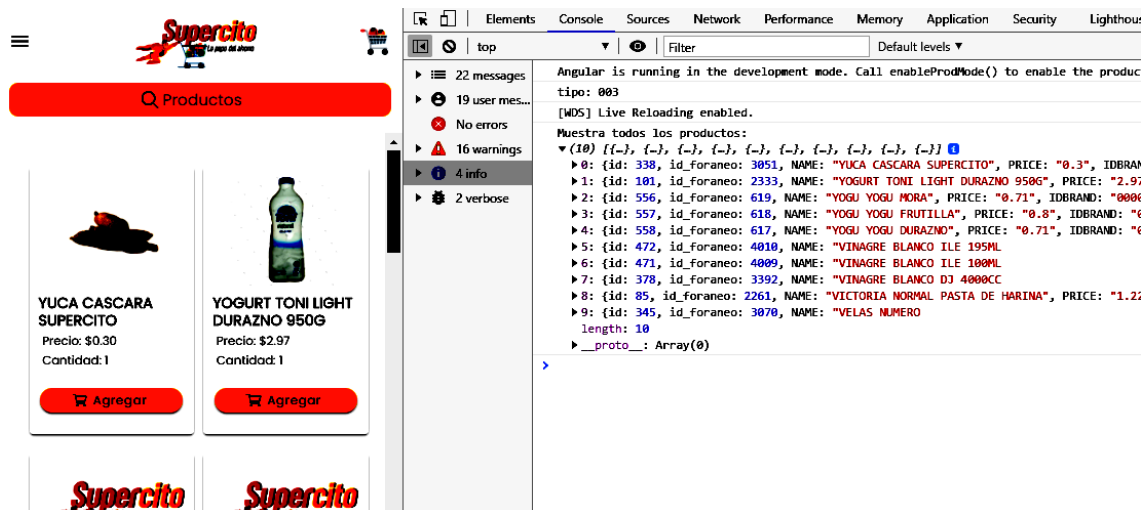 Supercito
La papa del ahorro
Productos
YUCA CASCARA
SUPERCITO
Precio: $0.30
Cantidad: 1
Agregar
YOGURT TONI LIGHT
DURAZNO 950G
Precio: $2.97
Cantidad: 1
Agregar
Supercito
Supercito
Elements Console Sources Network Performance Memory Application Security Lighthous
top Filter Default levels ▼
22 messages
19 user mes...
No errors
16 warnings
4 info
2 verbose
Angular is running in the development mode. Call enableProdMode() to enable the produc
tipo: 003
[WDS] Live Reloading enabled.
Muestra todos los productos:
(10) [{…}, {…}, {…}, {…}, {…}, {…}, {…}, {…}, {…}, {…}] i
0: {id: 338, id_foraneo: 3051, NAME: "YUCA CASCARA SUPERCITO", PRICE: "0.3", IDBRAN
1: {id: 101, id_foraneo: 2333, NAME: "YOGURT TONI LIGHT DURAZNO 950G", PRICE: "2.97
2: {id: 556, id_foraneo: 619, NAME: "YOGU YOGU MORA", PRICE: "0.71", IDBRAND: "0000
3: {id: 557, id_foraneo: 618, NAME: "YOGU YOGU FRUTILLA", PRICE: "0.8", IDBRAND: "0
4: {id: 558, id_foraneo: 617, NAME: "YOGU YOGU DURAZNO", PRICE: "0.71", IDBRAND: "0
5: {id: 472, id_foraneo: 4010, NAME: "VINAGRE BLANCO ILE 195ML
6: {id: 471, id_foraneo: 4009, NAME: "VINAGRE BLANCO ILE 100ML
7: {id: 378, id_foraneo: 3392, NAME: "VINAGRE BLANCO DJ 4000CC
8: {id: 85, id_foraneo: 2261, NAME: "VICTORIA NORMAL PASTA DE HARINA", PRICE: "1.22
9: {id: 345, id_foraneo: 3070, NAME: "VELAS NUMERO
length: 10
__proto__: Array(0)